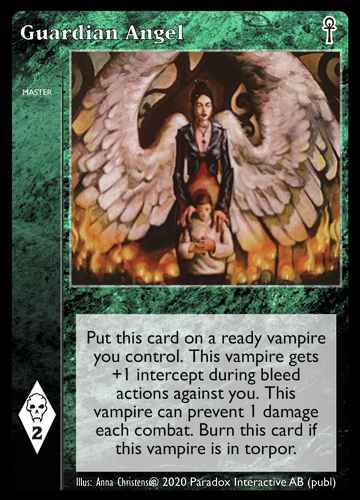 Guardian Angel
MASTER
Put this card on a ready vampire
you control. This vampire gets
+1 intercept during bleed
actions against you. This
vampire can prevent 1 damage
each combat. Burn this card if
this vampire is in torpor.
2
Illus: Anna Christens© 2020 Paradox Interactive AB (publ)